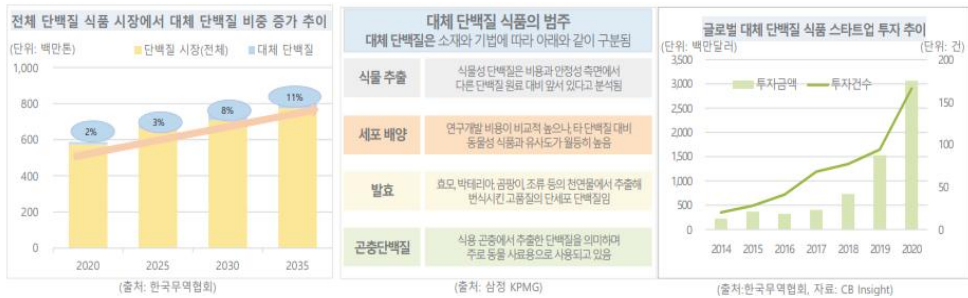 전체 단백질 식품 시장에서 대체 단백질 비중 증가 추이
(단위: 백만톤)
단백질 시장(전체)
대체 단백질
1,000
800
600
400
200
0
2%
3%
8%
11%
2020
2025
2030
2035
(출처: 한국무역협회)
대체 단백질 식품의 범주
대체 단백질은 소재와 기법에 따라 아래와 같이 구분됨
식물 추출
식물성 단백질은 비용과 안정성 측면에서
다른 단백질 원료 대비 앞서 있다고 분석됨
세포 배양
연구개발 비용이 비교적 높으나, 타 단백질 대비
동물성 식품과 유사도가 월등히 높음
발효
효모, 박테리아, 곰팡이, 조류 등의 천연물에서 추출해
번식시킨 고품질의 단세포 단백질임
곤충단백질
식용 곤충에서 추출한 단백질을 의미하며
주로 동물 사료용으로 사용되고 있음
(출처: 삼정 KPMG)
글로벌 대체 단백질 식품 스타트업 투자 추이
(단위: 백만달러)
(단위: 건)
투자금액
투자건수
3,500
3,000
2,500
2,000
1,500
1,000
500
0
200
150
100
50
0
2014
2015
2016
2017
2018
2019
2020
(출처:한국무역협회, 자료: CB Insight)